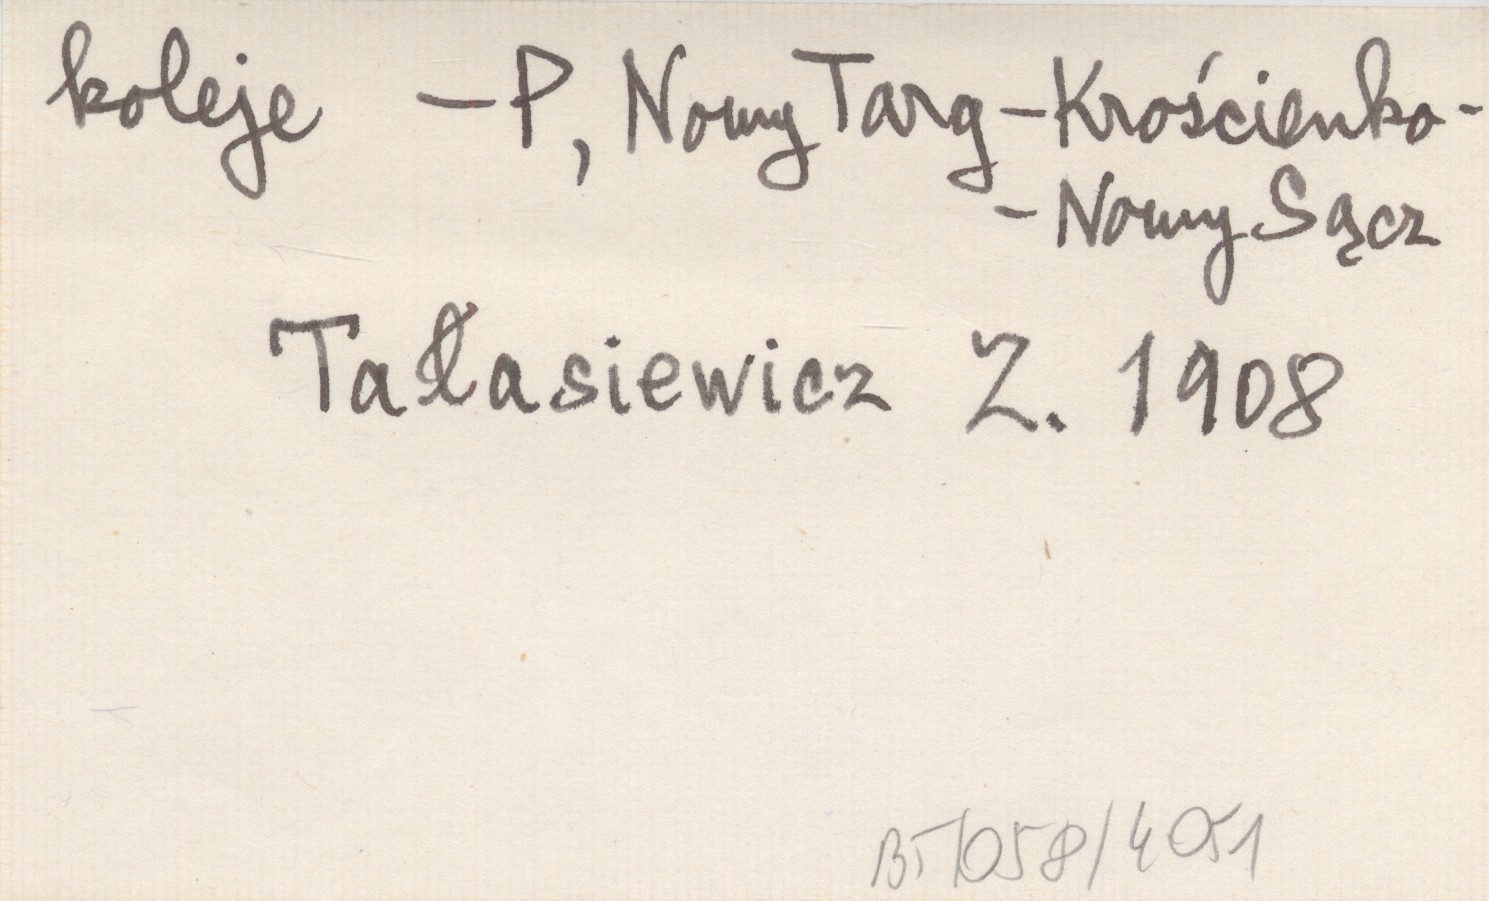 koleje - P, Nowy Targ - Krościenko -
- Nowy Sącz
Tałasiewicz Z. 1908
BT/058/4051